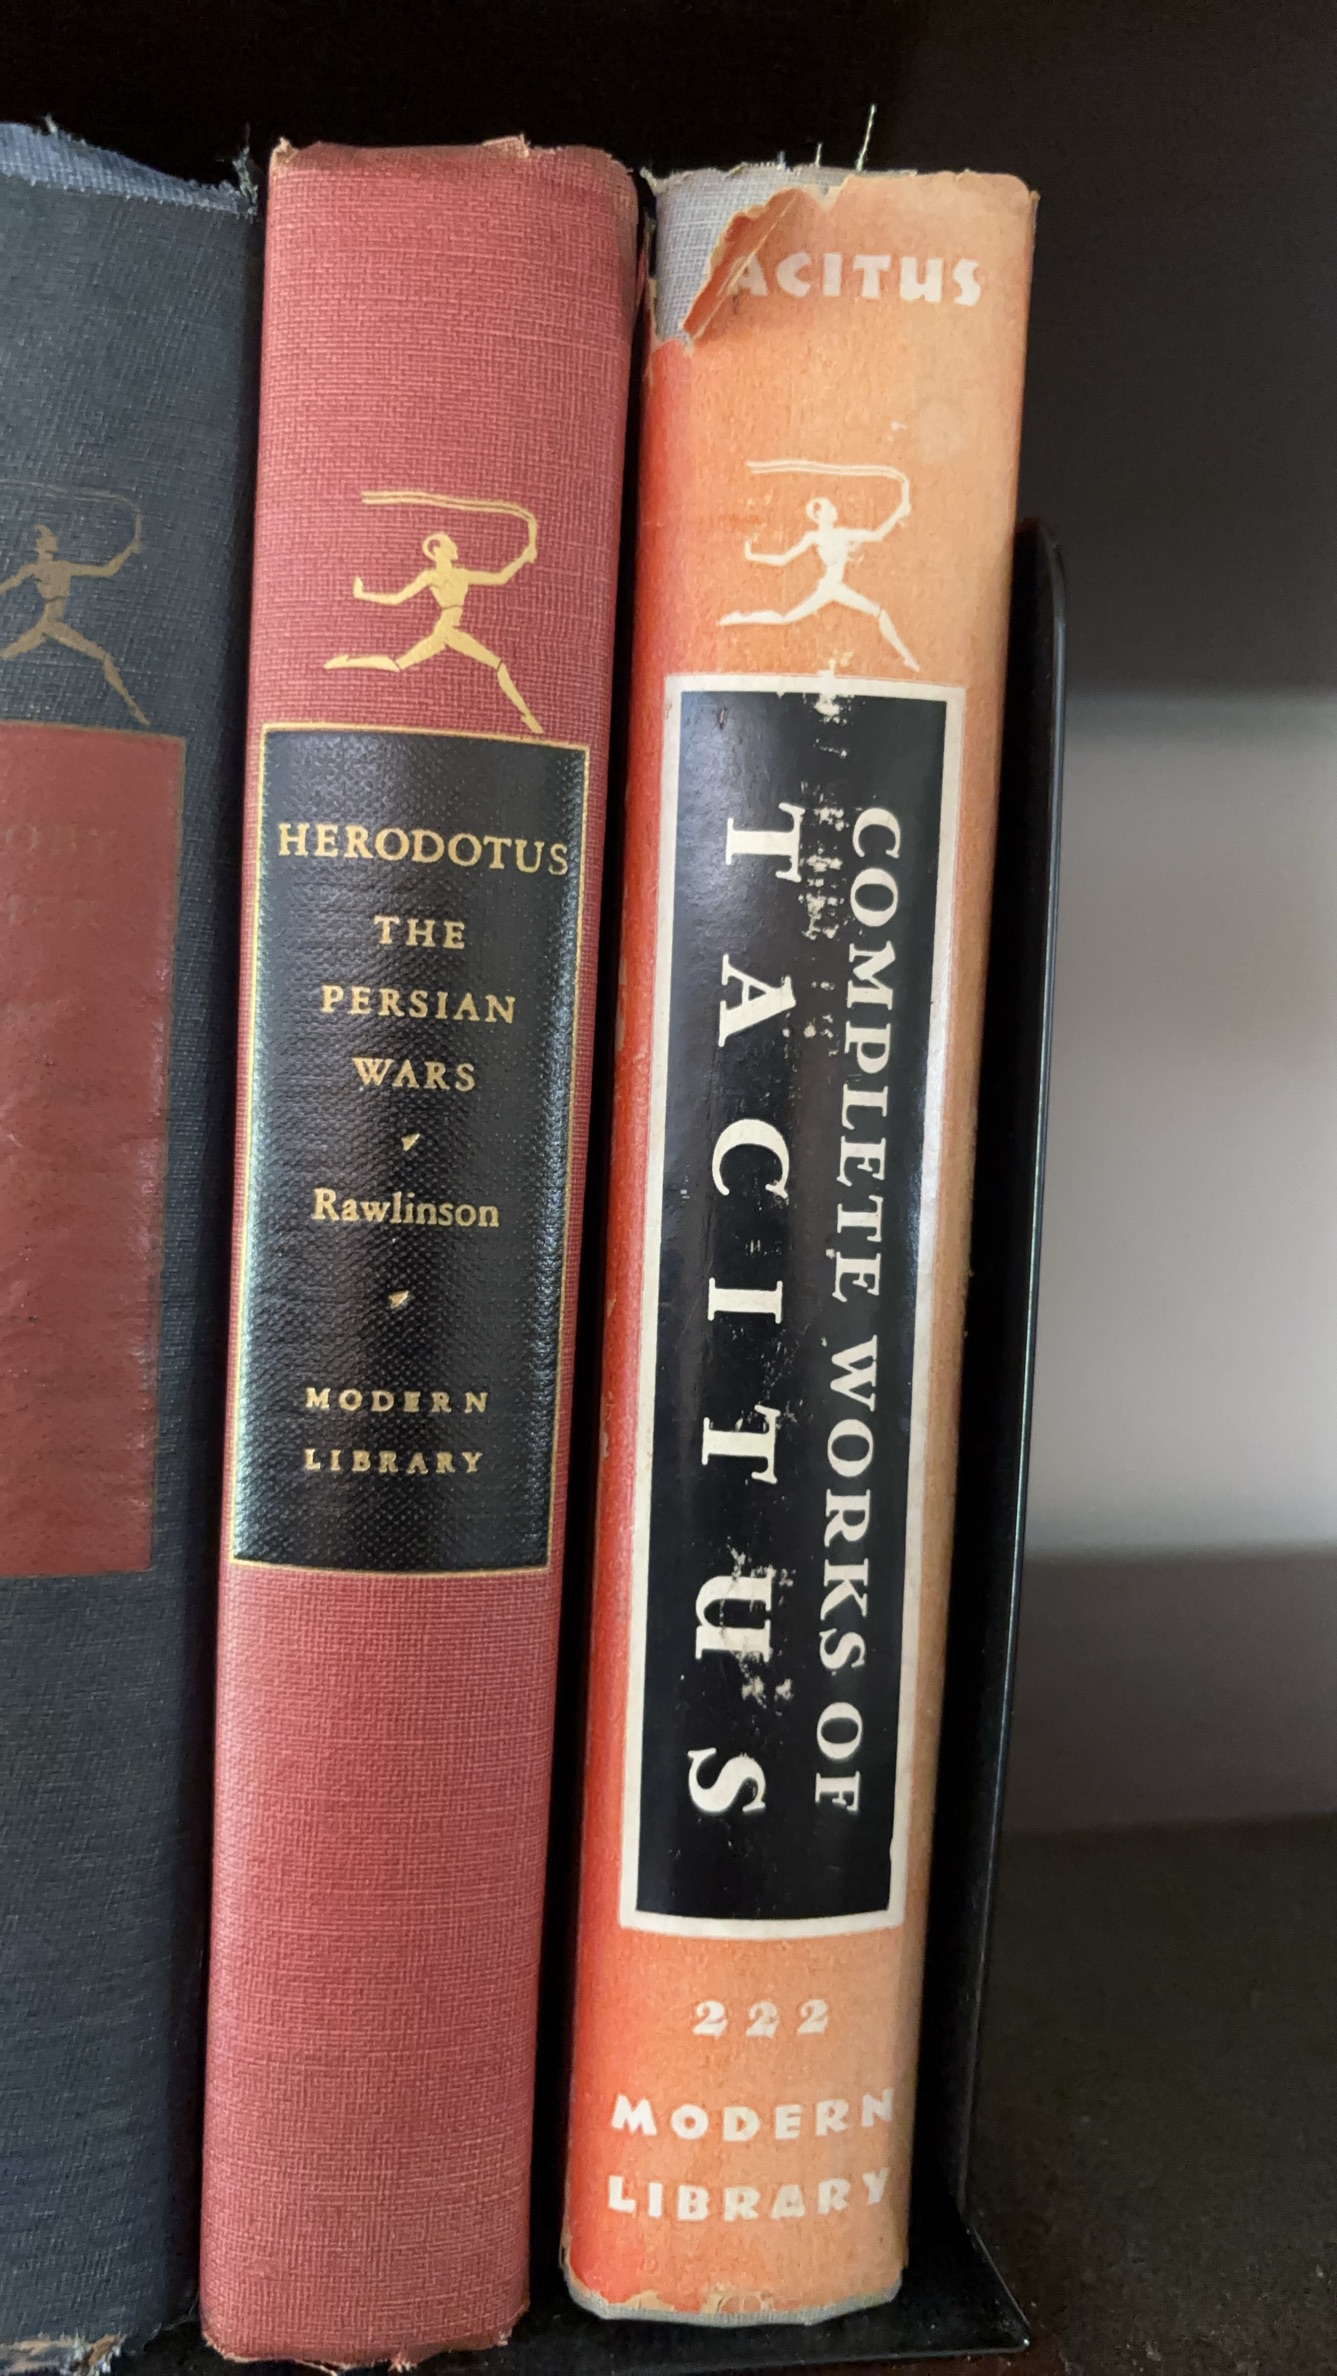 HERODOTUS
THE
PERSIAN
WARS
Rawlinson
MODERN
LIBRARY
ACITUS
COMPLETE WORKS OF
TACITUS
222
MODERN
LIBRARY